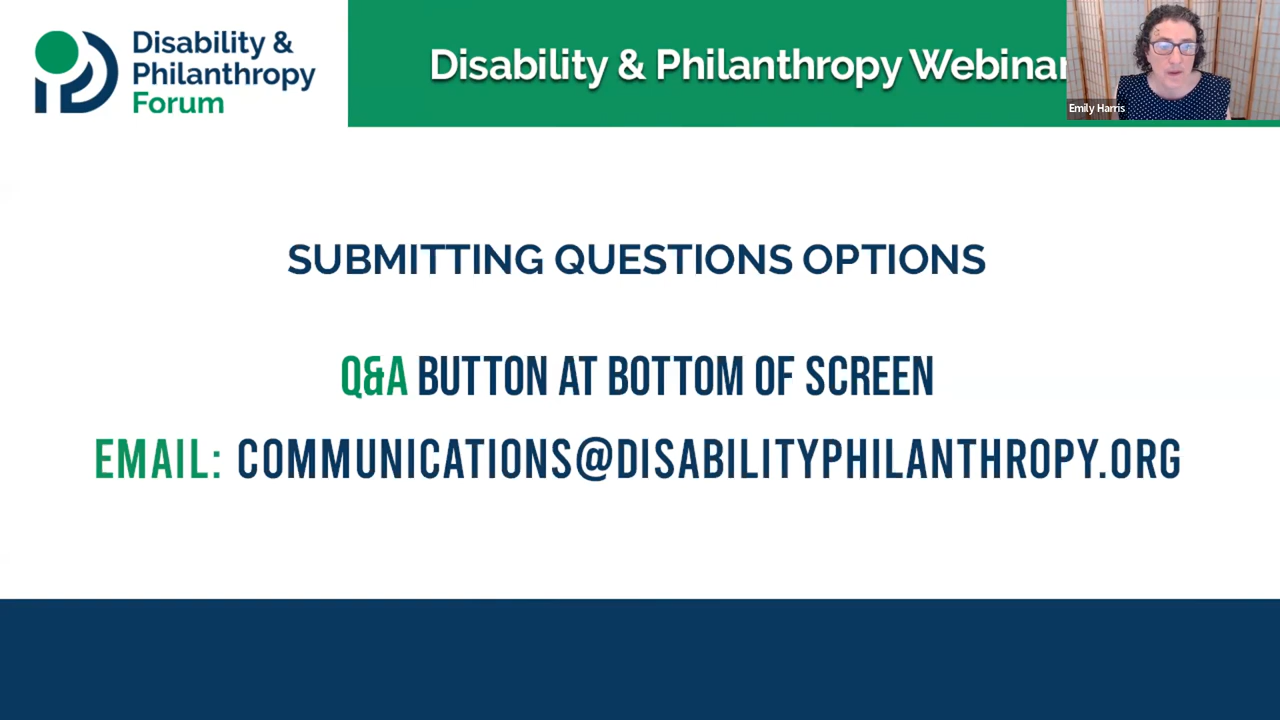 Disability &
Philanthropy
Forum
Disability & Philanthropy Webinar
Emily Harris
SUBMITTING QUESTIONS OPTIONS
Q&A BUTTON AT BOTTOM OF SCREEN
EMAIL: COMMUNICATIONS@DISABILITYPHILANTHROPY.ORG